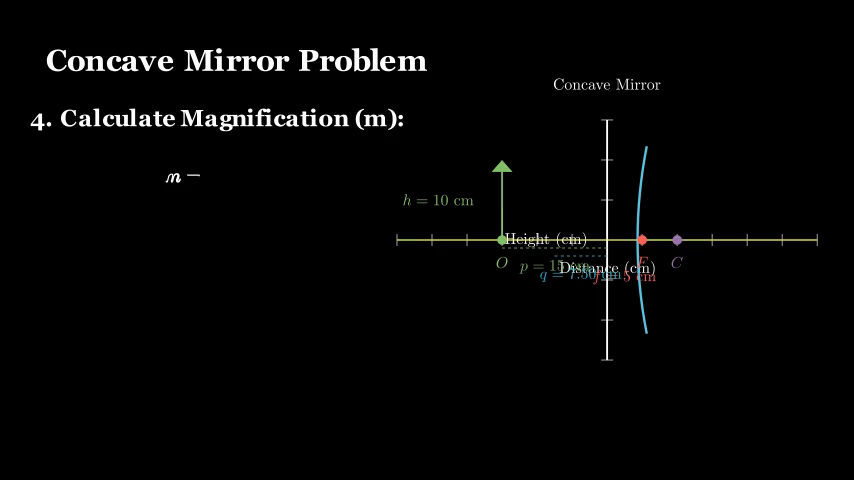 Concave Mirror Problem
Concave Mirror
4. Calculate Magnification (m):
m
h = 10 cm
Height (cm)
O
p = 15 cm
F
C
Distance (cm)
q = 7.50 cm
f = 5 cm